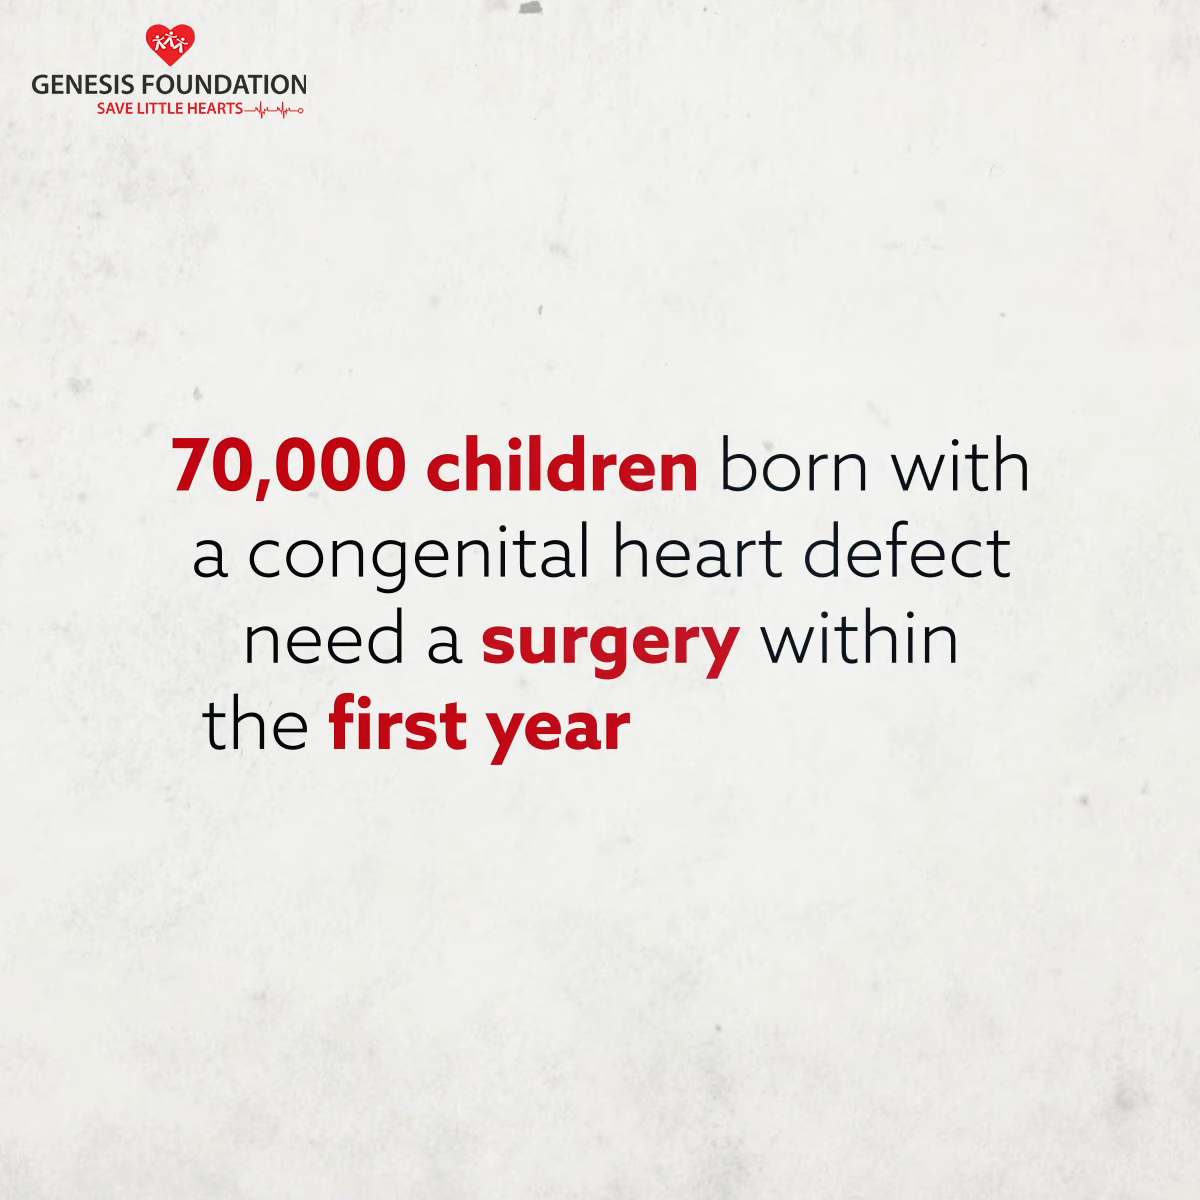 GENESIS FOUNDATION
SAVE LITTLE HEARTS
70,000 children born with
a congenital heart defect
need a surgery within
the first year